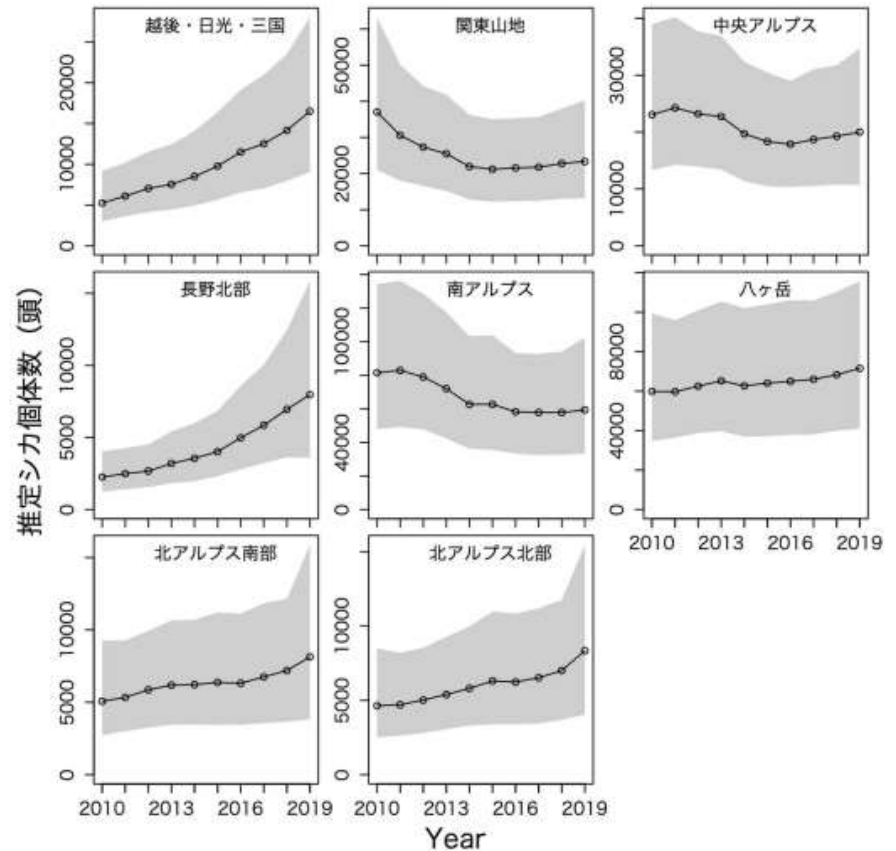 推定シカ個体数（頭）
越後・日光・三国
0 10000 20000
関東山地
0 20000 50000
中央アルプス
0 10000 30000
長野北部
0 5000 10000
南アルプス
0 40000 100000
八ヶ岳
0 40000 80000
2010 2013 2016 2019
北アルプス南部
0 5000 10000
2010 2013 2016 2019
北アルプス北部
0 5000 10000
2010 2013 2016 2019
Year